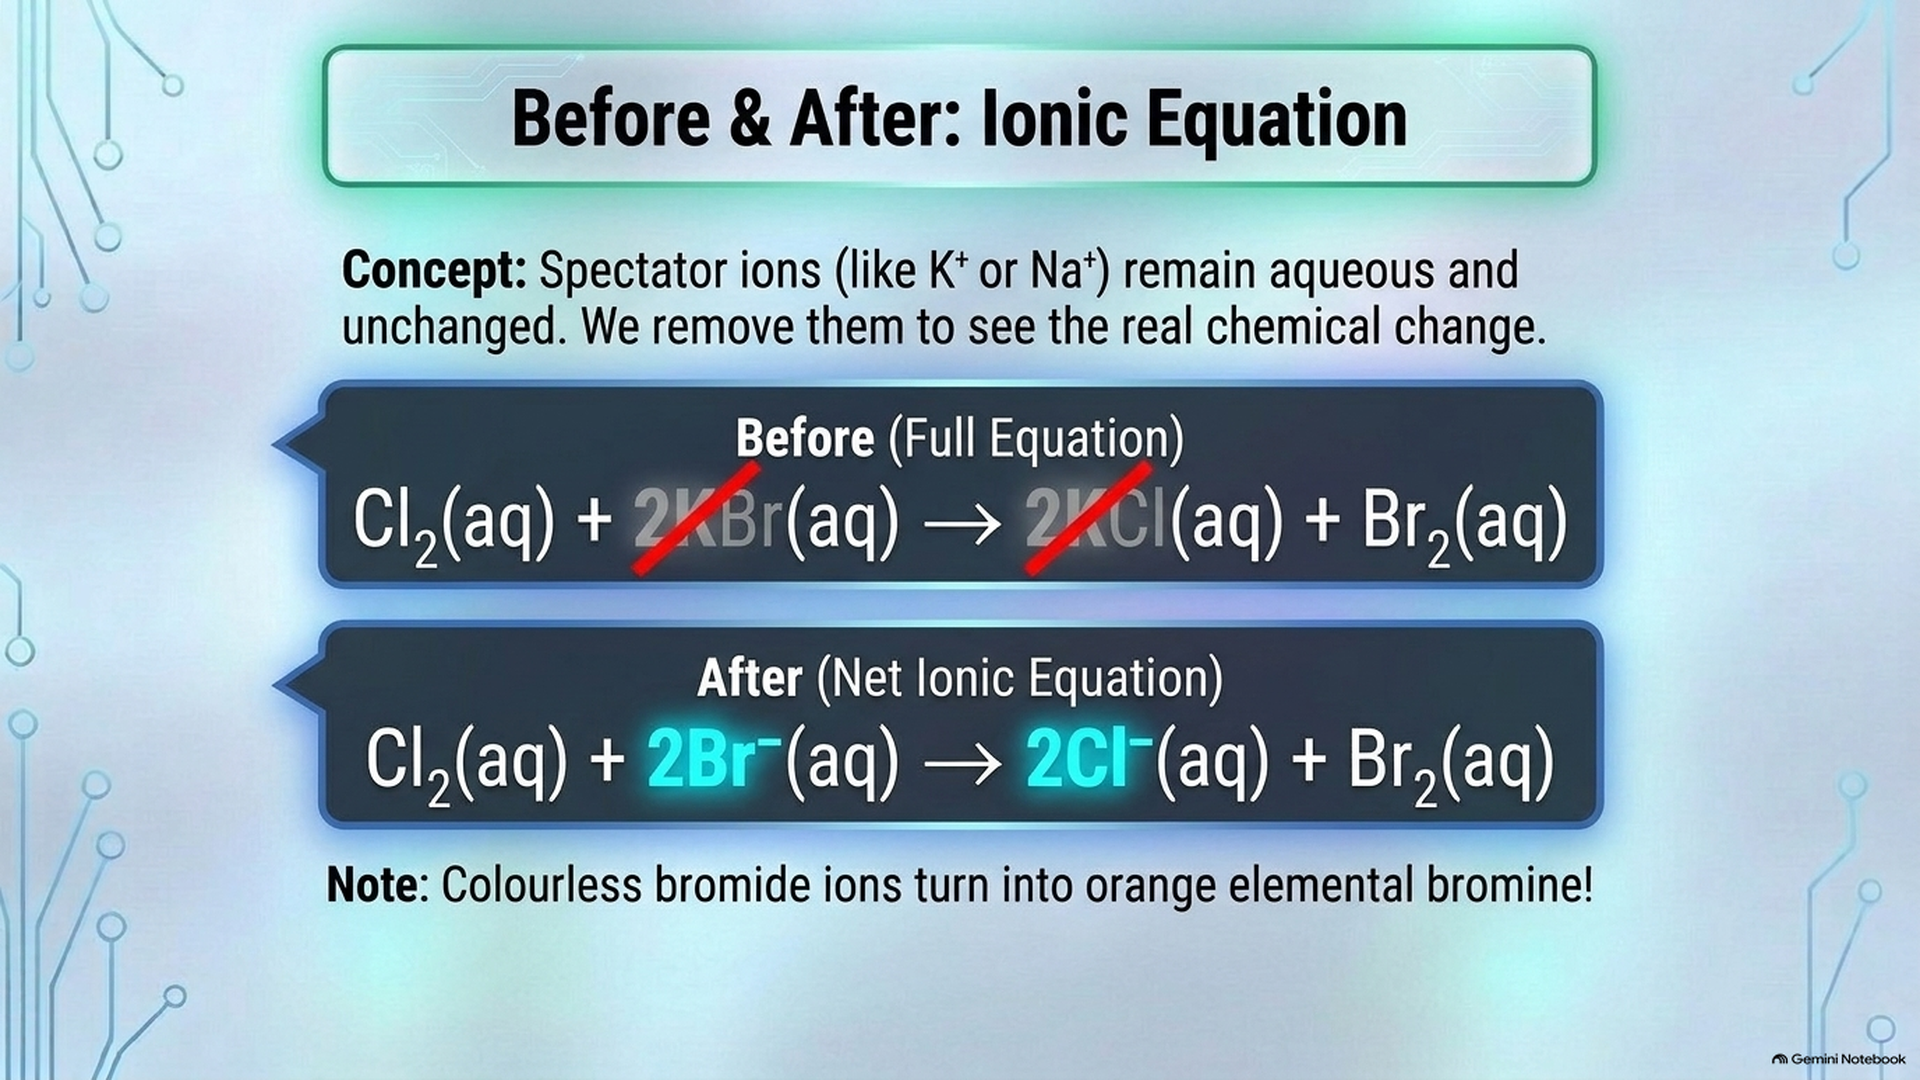 Before & After: Ionic Equation
Concept: Spectator ions (like K⁺ or Na⁺) remain aqueous and
unchanged. We remove them to see the real chemical change.
Before (Full Equation)
Cl₂(aq) + 2KBr(aq) → 2KCl(aq) + Br₂(aq)
After (Net Ionic Equation)
Cl₂(aq) + 2Br⁻(aq) → 2Cl⁻(aq) + Br₂(aq)
Note: Colourless bromide ions turn into orange elemental bromine!
Gemini Notebook